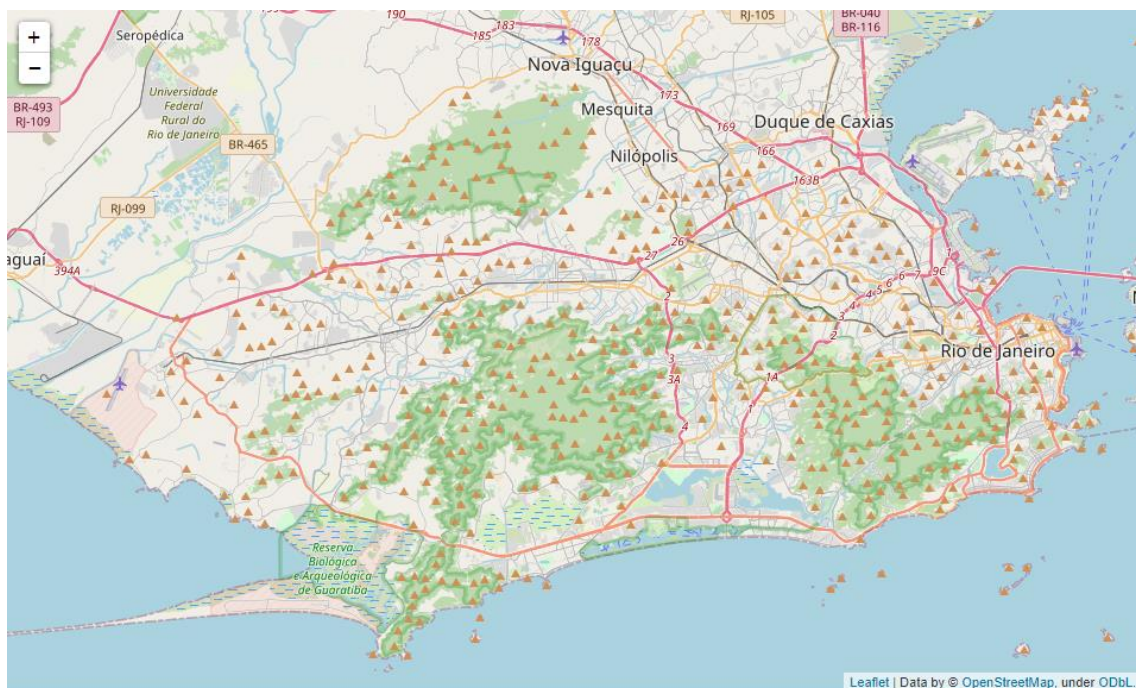 190
183
185
RJ-105
BR-040
BR-116
+
Seropédica
178
-
Nova Iguaçu
BR-493
RJ-109
Universidade
Federal
Rural do
Rio de Janeiro
173
Mesquita
169
Duque de Caxias
BR-465
166
Nilópolis
163B
RJ-099
26
27
aguaí
394A
1
9C
7
6
6
5
4
4
3
2
2
Rio de Janeiro
3
3A
1A
1
4
Reserva
Biológica
e Arqueológica
de Guaratiba
Leaflet | Data by © OpenStreetMap, under ODbL.